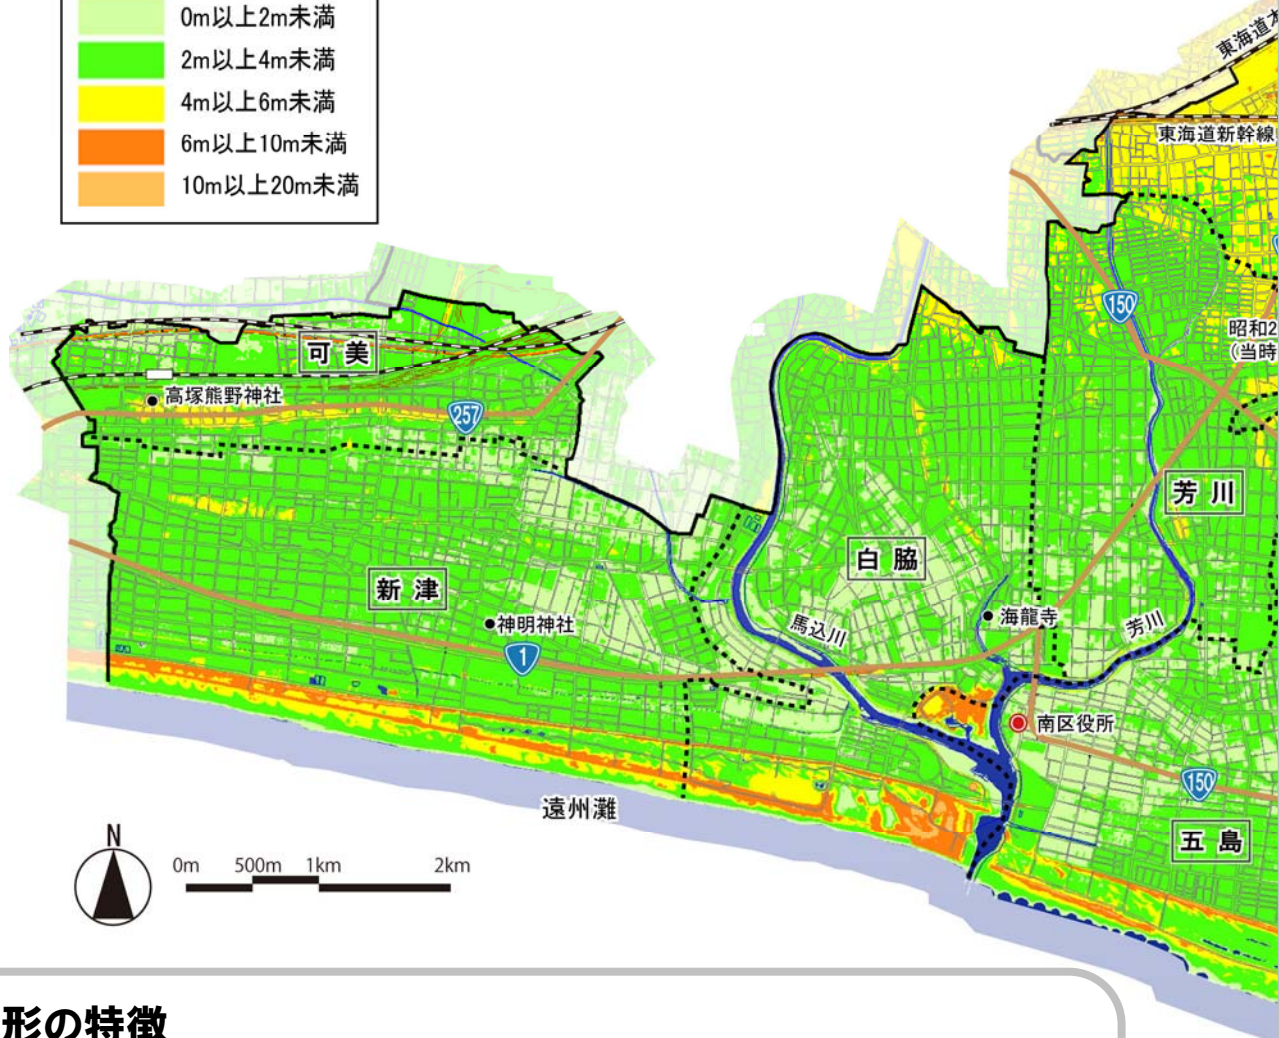 0m以上2m未満
2m以上4m未満
4m以上6m未満
6m以上10m未満
10m以上20m未満
東海道
東海道新幹線
150
昭和2
(当時
可美
高塚熊野神社
257
芳川
白脇
新津
神明神社
海龍寺
馬込川
芳川
1
南区役所
150
遠州灘
五島
N
0m 500m 1km 2km
形の特徴